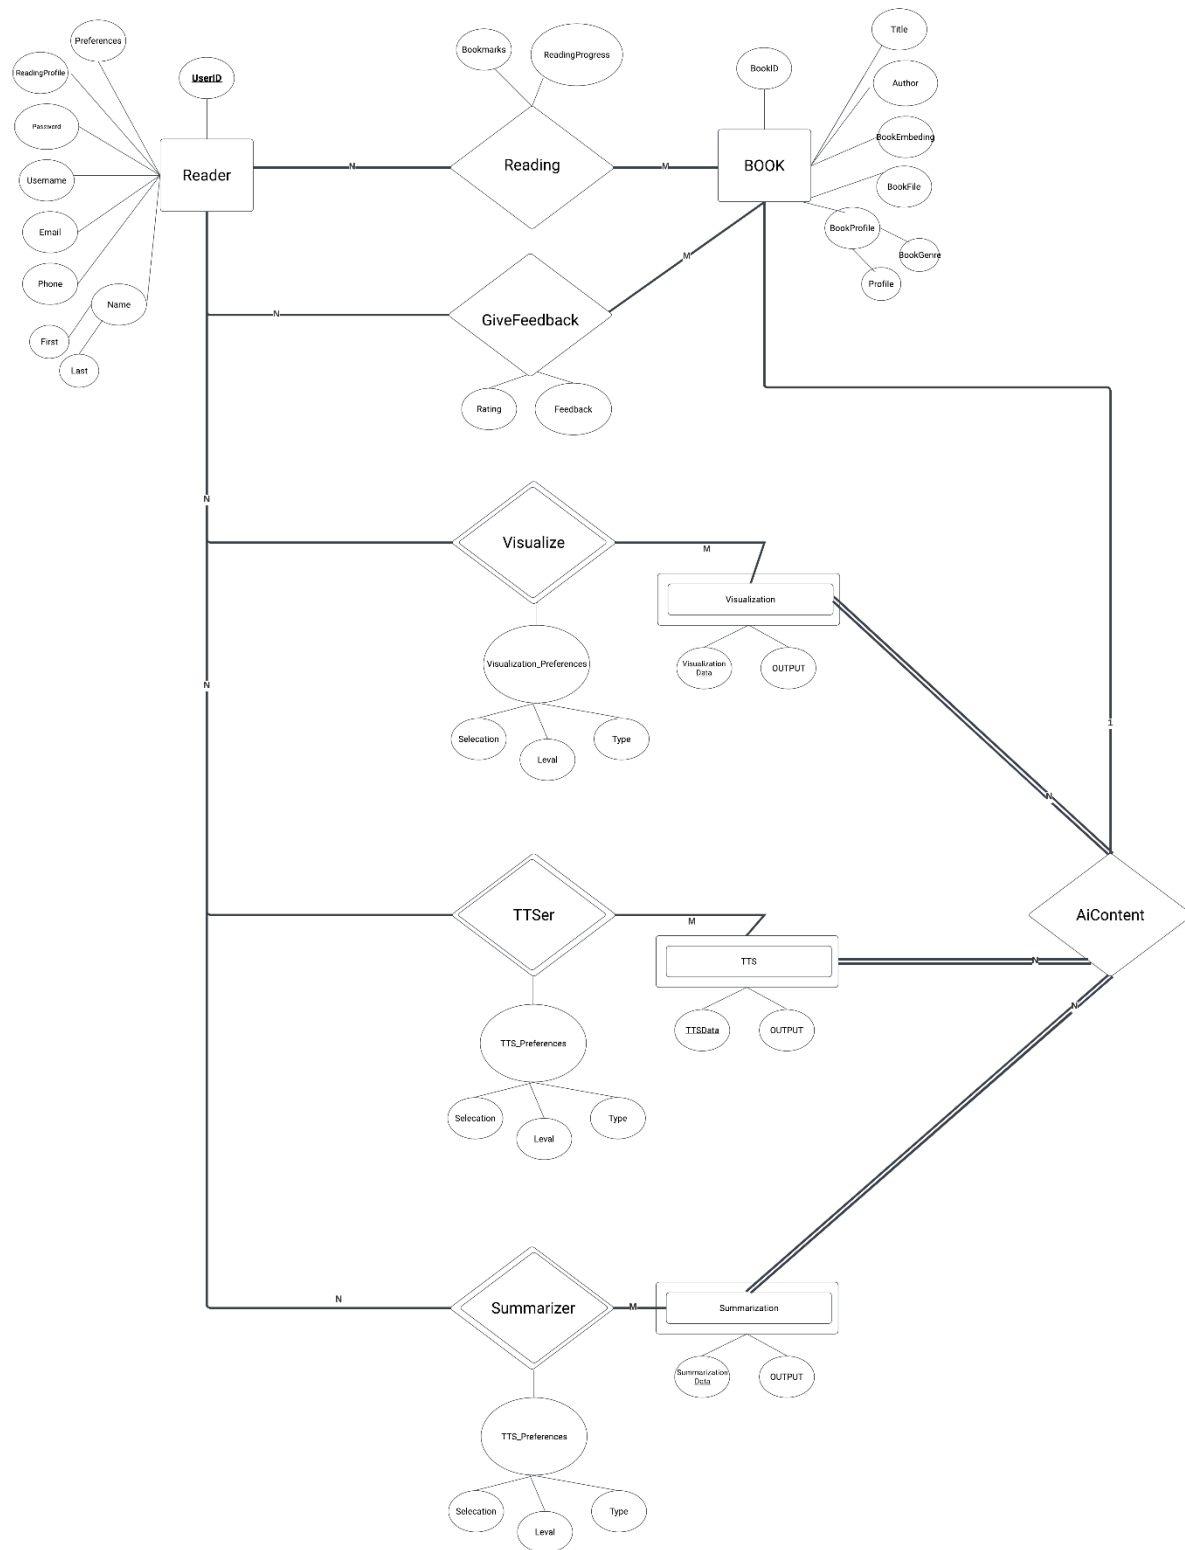 Preferences
ReadingProfile
UserID
Password
Username
Email
Phone
Name
First
Last
Reader
N
Bookmarks
ReadingProgress
Reading
M
BookID
BOOK
Title
Author
BookEmbeding
BookFile
BookProfile
BookGenre
Profile
N
GiveFeedback
M
Rating
Feedback
N
Visualize
M
Visualization
Visualization
Data
OUTPUT
Visualization_Preferences
Selecation
Leval
Type
N
1
N
TTSer
M
TTS
N
AiContent
TTSData
OUTPUT
TTS_Preferences
Selecation
Leval
Type
N
N
Summarizer
M
Summarization
Summarization
Data
OUTPUT
TTS_Preferences
Selecation
Leval
Type